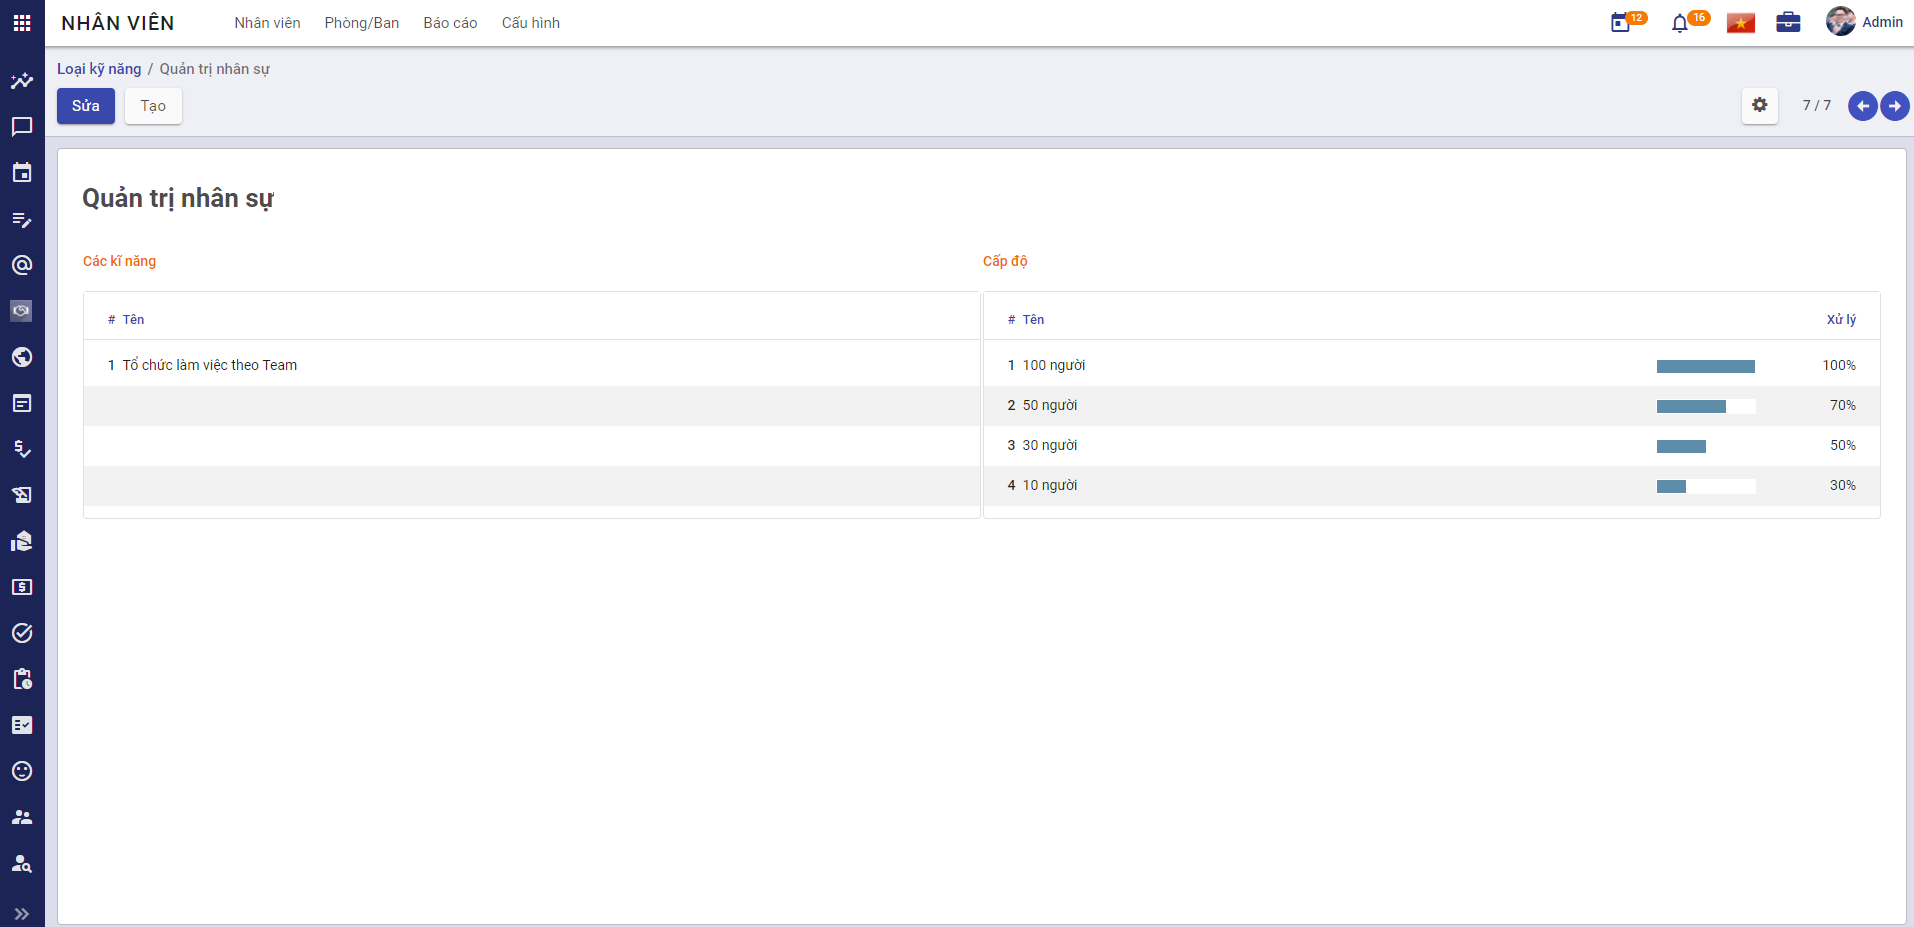 NHÂN VIÊN
Nhân viên Phòng/Ban Báo cáo Cấu hình
12 16 Admin
Loại kỹ năng / Quản trị nhân sự
Sửa Tạo
7 / 7
Quản trị nhân sự
Các kĩ năng
# Tên
1 Tổ chức làm việc theo Team
Cấp độ
# Tên Xử lý
1 100 người 100%
2 50 người 70%
3 30 người 50%
4 10 người 30%